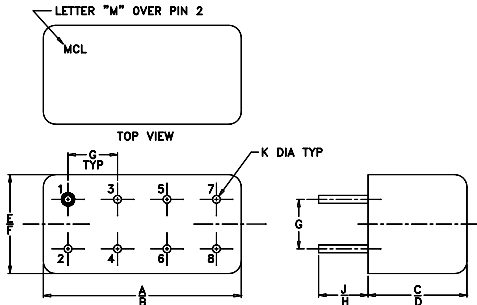 LETTER "M" OVER PIN 2
MCL
TOP VIEW
G
TYP
K DIA TYP
1 3 5 7
E
F
G
2 4 6 8
A
B
J
H
C
D